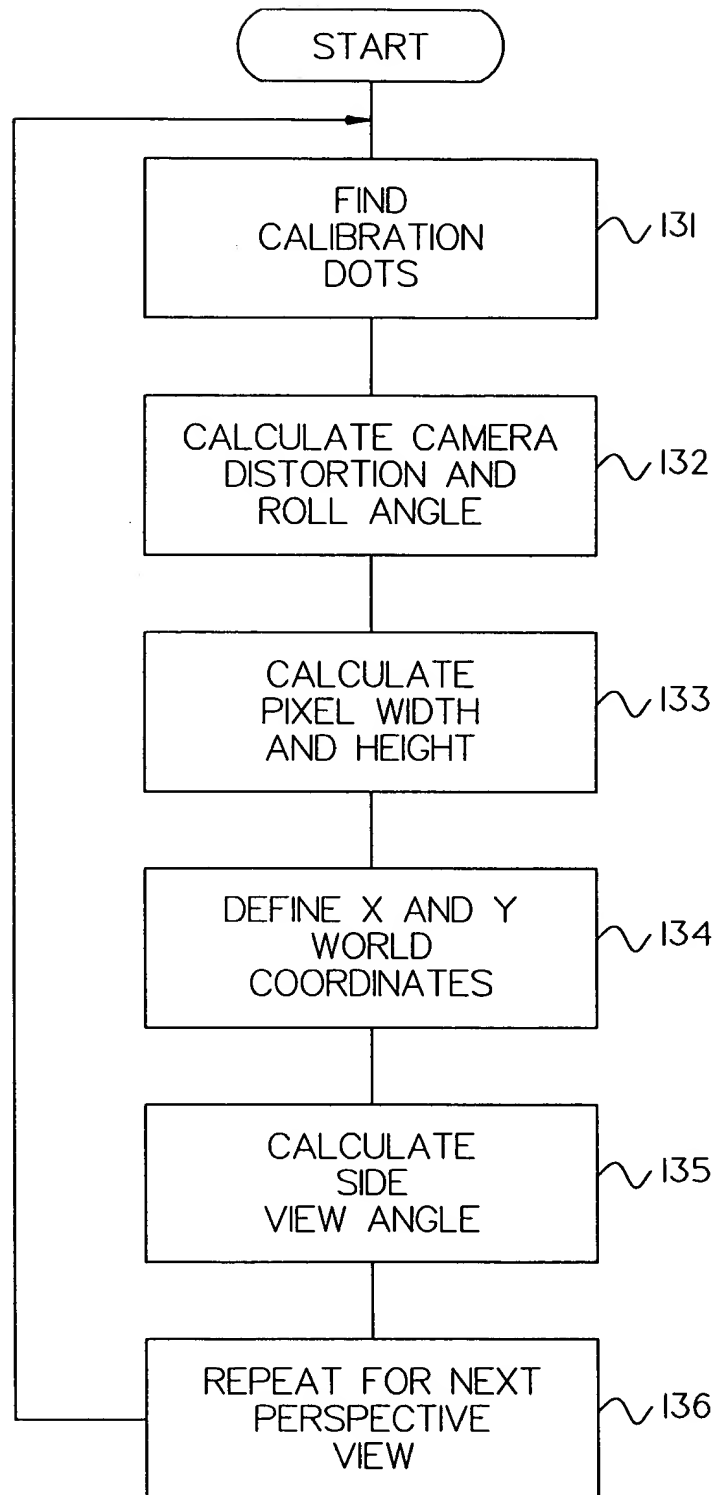 START
FIND
CALIBRATION
DOTS
131
CALCULATE CAMERA
DISTORTION AND
ROLL ANGLE
132
CALCULATE
PIXEL WIDTH
AND HEIGHT
133
DEFINE X AND Y
WORLD
COORDINATES
134
CALCULATE
SIDE
VIEW ANGLE
135
REPEAT FOR NEXT
PERSPECTIVE
VIEW
136